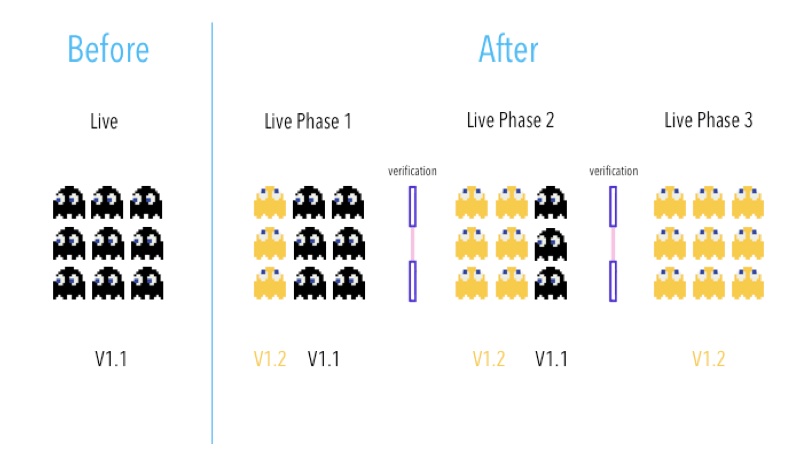 Before
After
Live
Live Phase 1
Live Phase 2
Live Phase 3
verification
verification
V1.1
V1.2
V1.1
V1.2
V1.1
V1.2